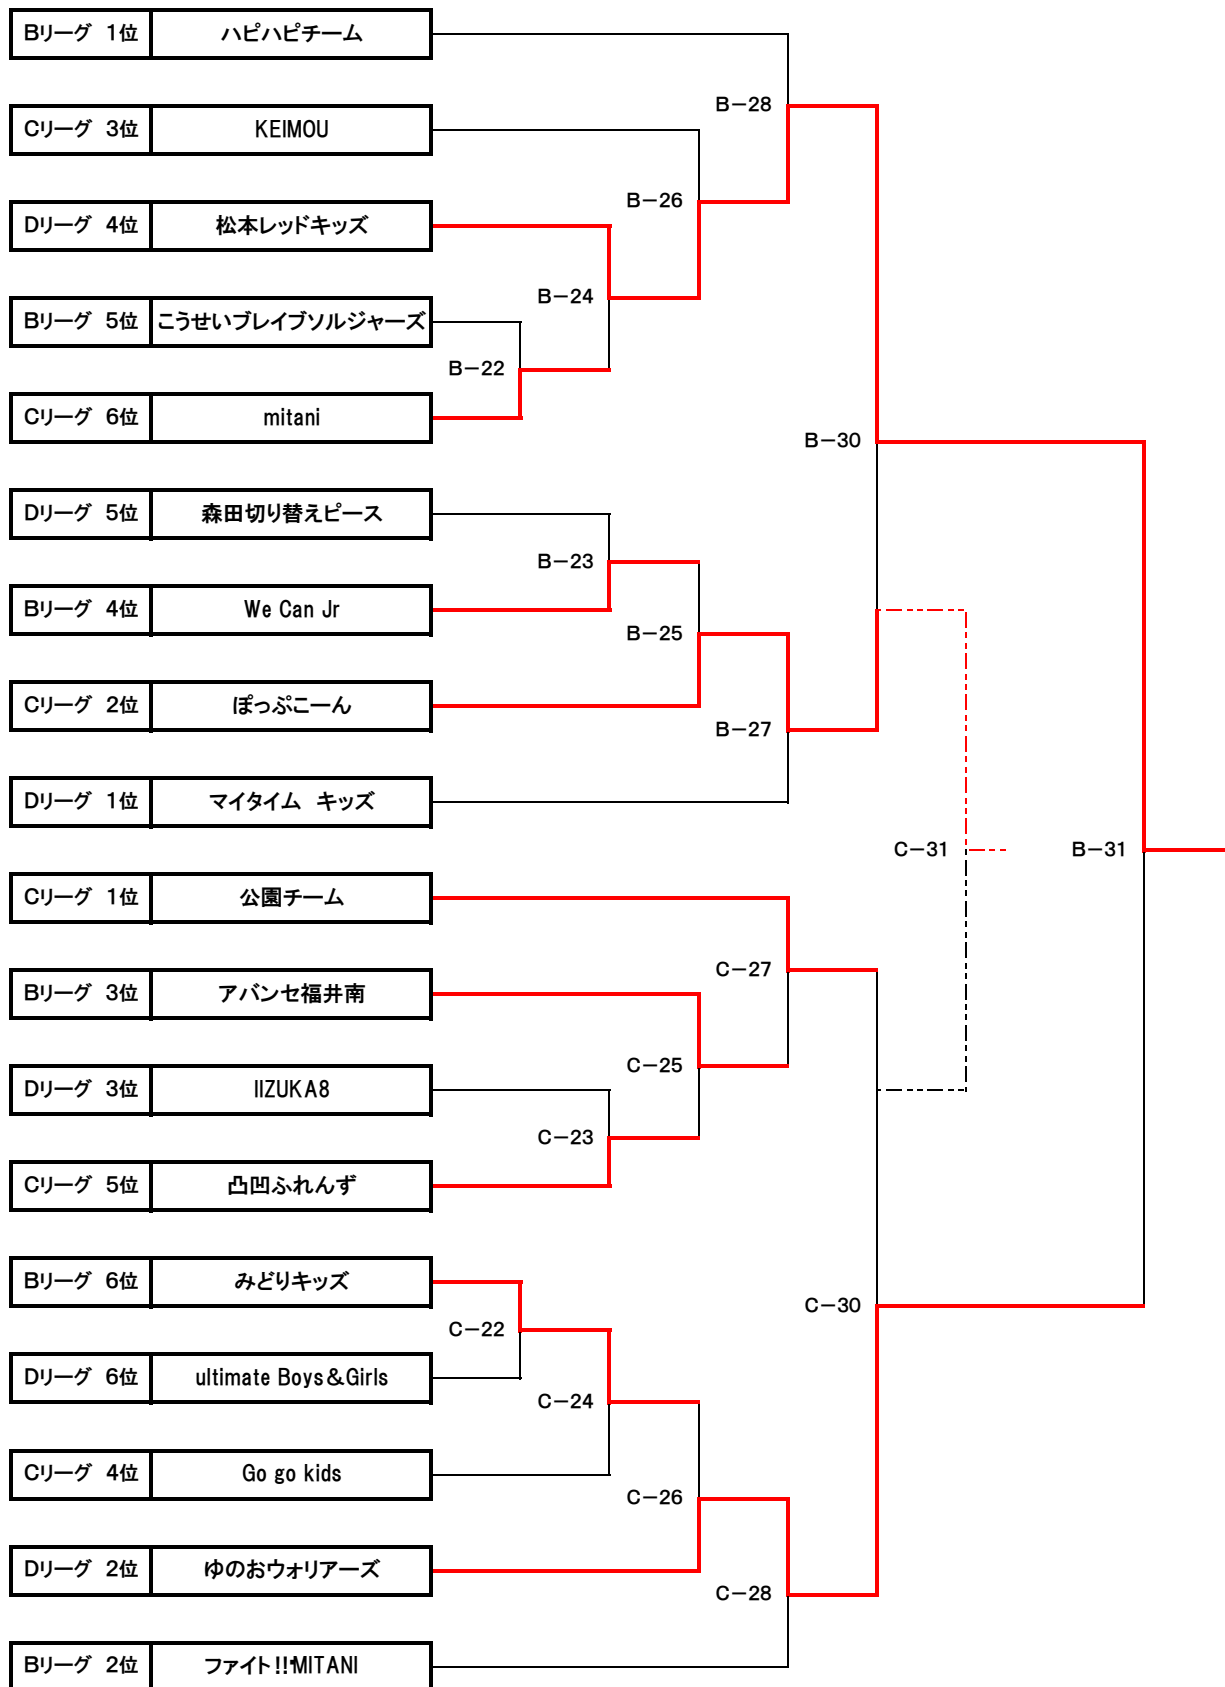 Bリーグ 1位 ハピハピチーム
B－28
Cリーグ 3位 KEIMOU
B－26
Dリーグ 4位 松本レッドキッズ
B－24
Bリーグ 5位 こうせいブレイブソルジャーズ
B－22
Cリーグ 6位 mitani
B－30
Dリーグ 5位 森田切り替えピース
B－23
Bリーグ 4位 We Can Jr
B－25
Cリーグ 2位 ぽっぷこーん
B－27
Dリーグ 1位 マイタイム キッズ
C－31 B－31
Cリーグ 1位 公園チーム
C－27
Bリーグ 3位 アバンセ福井南
C－25
Dリーグ 3位 IIZUKA8
C－23
Cリーグ 5位 凸凹ふれんず
Bリーグ 6位 みどりキッズ
C－30
C－22
Dリーグ 6位 ultimate Boys＆Girls
C－24
Cリーグ 4位 Go go kids
C－26
Dリーグ 2位 ゆのおウォリアーズ
C－28
Bリーグ 2位 ファイト!!MITANI